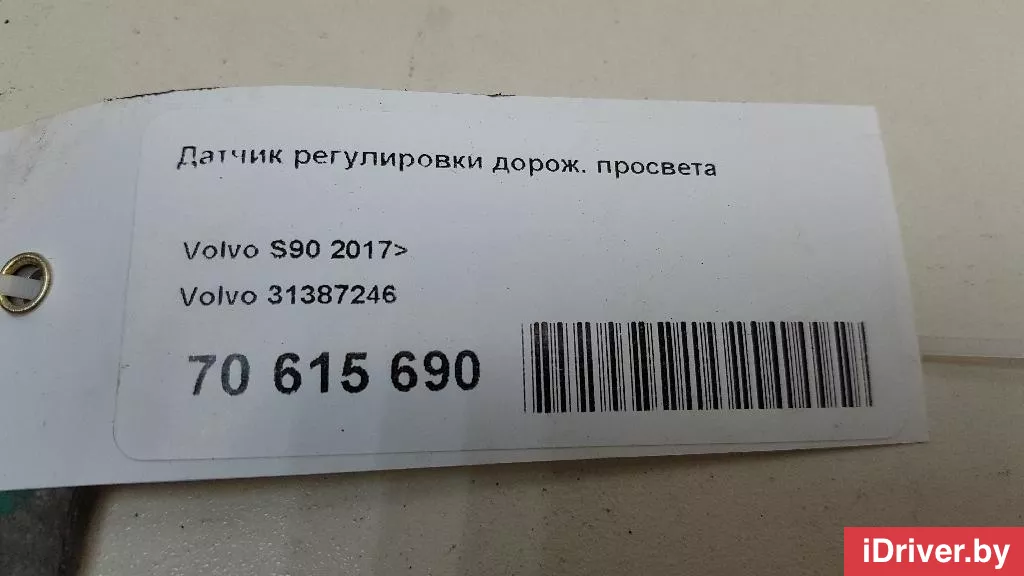 Датчик регулировки дорож. просвета
Volvo S90 2017>
Volvo 31387246
70 615 690
iDriver.by